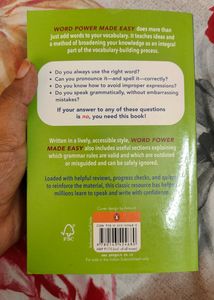 WORD POWER MADE EASY does more
than just add words to your vocabulary. It teaches ideas and
a method of broadening your knowledge as an integral
part of the vocabulary-building process.
• Do you always use the right word?
• Can you pronounce it—and spell it—correctly?
• Do you know how to avoid improper expressions?
• Do you speak grammatically, without embarrassing
mistakes?
If your answer to any of these questions
is no, you need this book!
Written in a lively, accessible style, WORD POWER
MADE EASY also includes useful sections explaining
which grammar rules are valid and which are outdated
or misguided and can be safely ignored.
Loaded with helpful reviews, progress checks, and quizzes
to reinforce the material, this classic resource has helped
millions learn to speak and write with confidence.
FSC